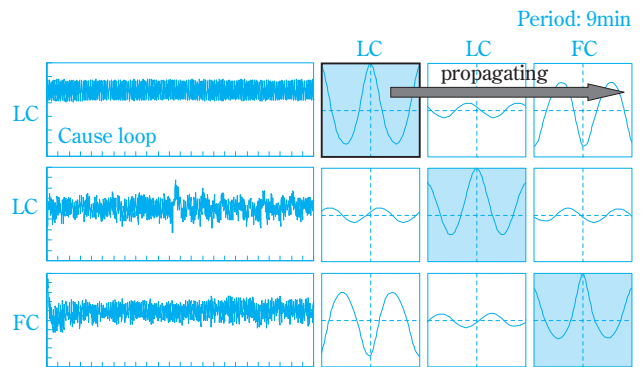 Period: 9min
LC LC FC
propagating
LC
Cause loop
LC
FC